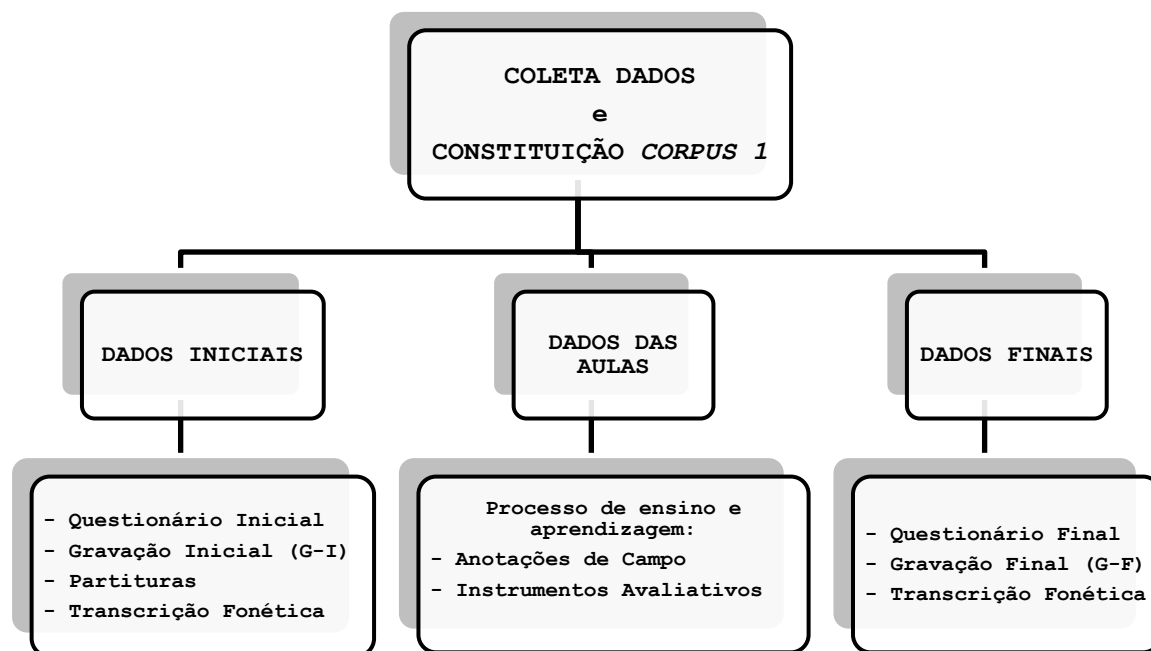 COLETA DADOS
e
CONSTITUIÇÃO CORPUS 1
DADOS INICIAIS
DADOS DAS
AULAS
DADOS FINAIS
- Questionário Inicial
- Gravação Inicial (G-I)
- Partituras
- Transcrição Fonética
Processo de ensino e
aprendizagem:
- Anotações de Campo
- Instrumentos Avaliativos
- Questionário Final
- Gravação Final (G-F)
- Transcrição Fonética